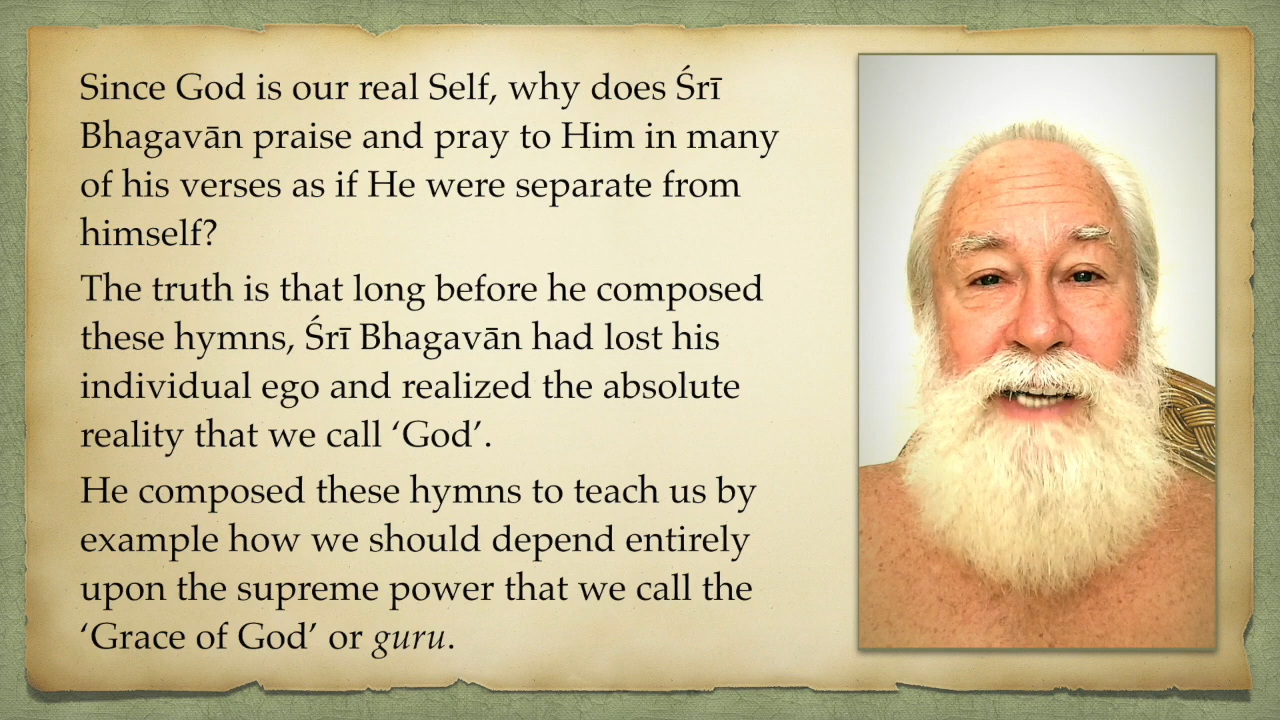 Since God is our real Self, why does Śrī
Bhagavān praise and pray to Him in many
of his verses as if He were separate from
himself?
The truth is that long before he composed
these hymns, Śrī Bhagavān had lost his
individual ego and realized the absolute
reality that we call ‘God’.
He composed these hymns to teach us by
example how we should depend entirely
upon the supreme power that we call the
‘Grace of God’ or guru.